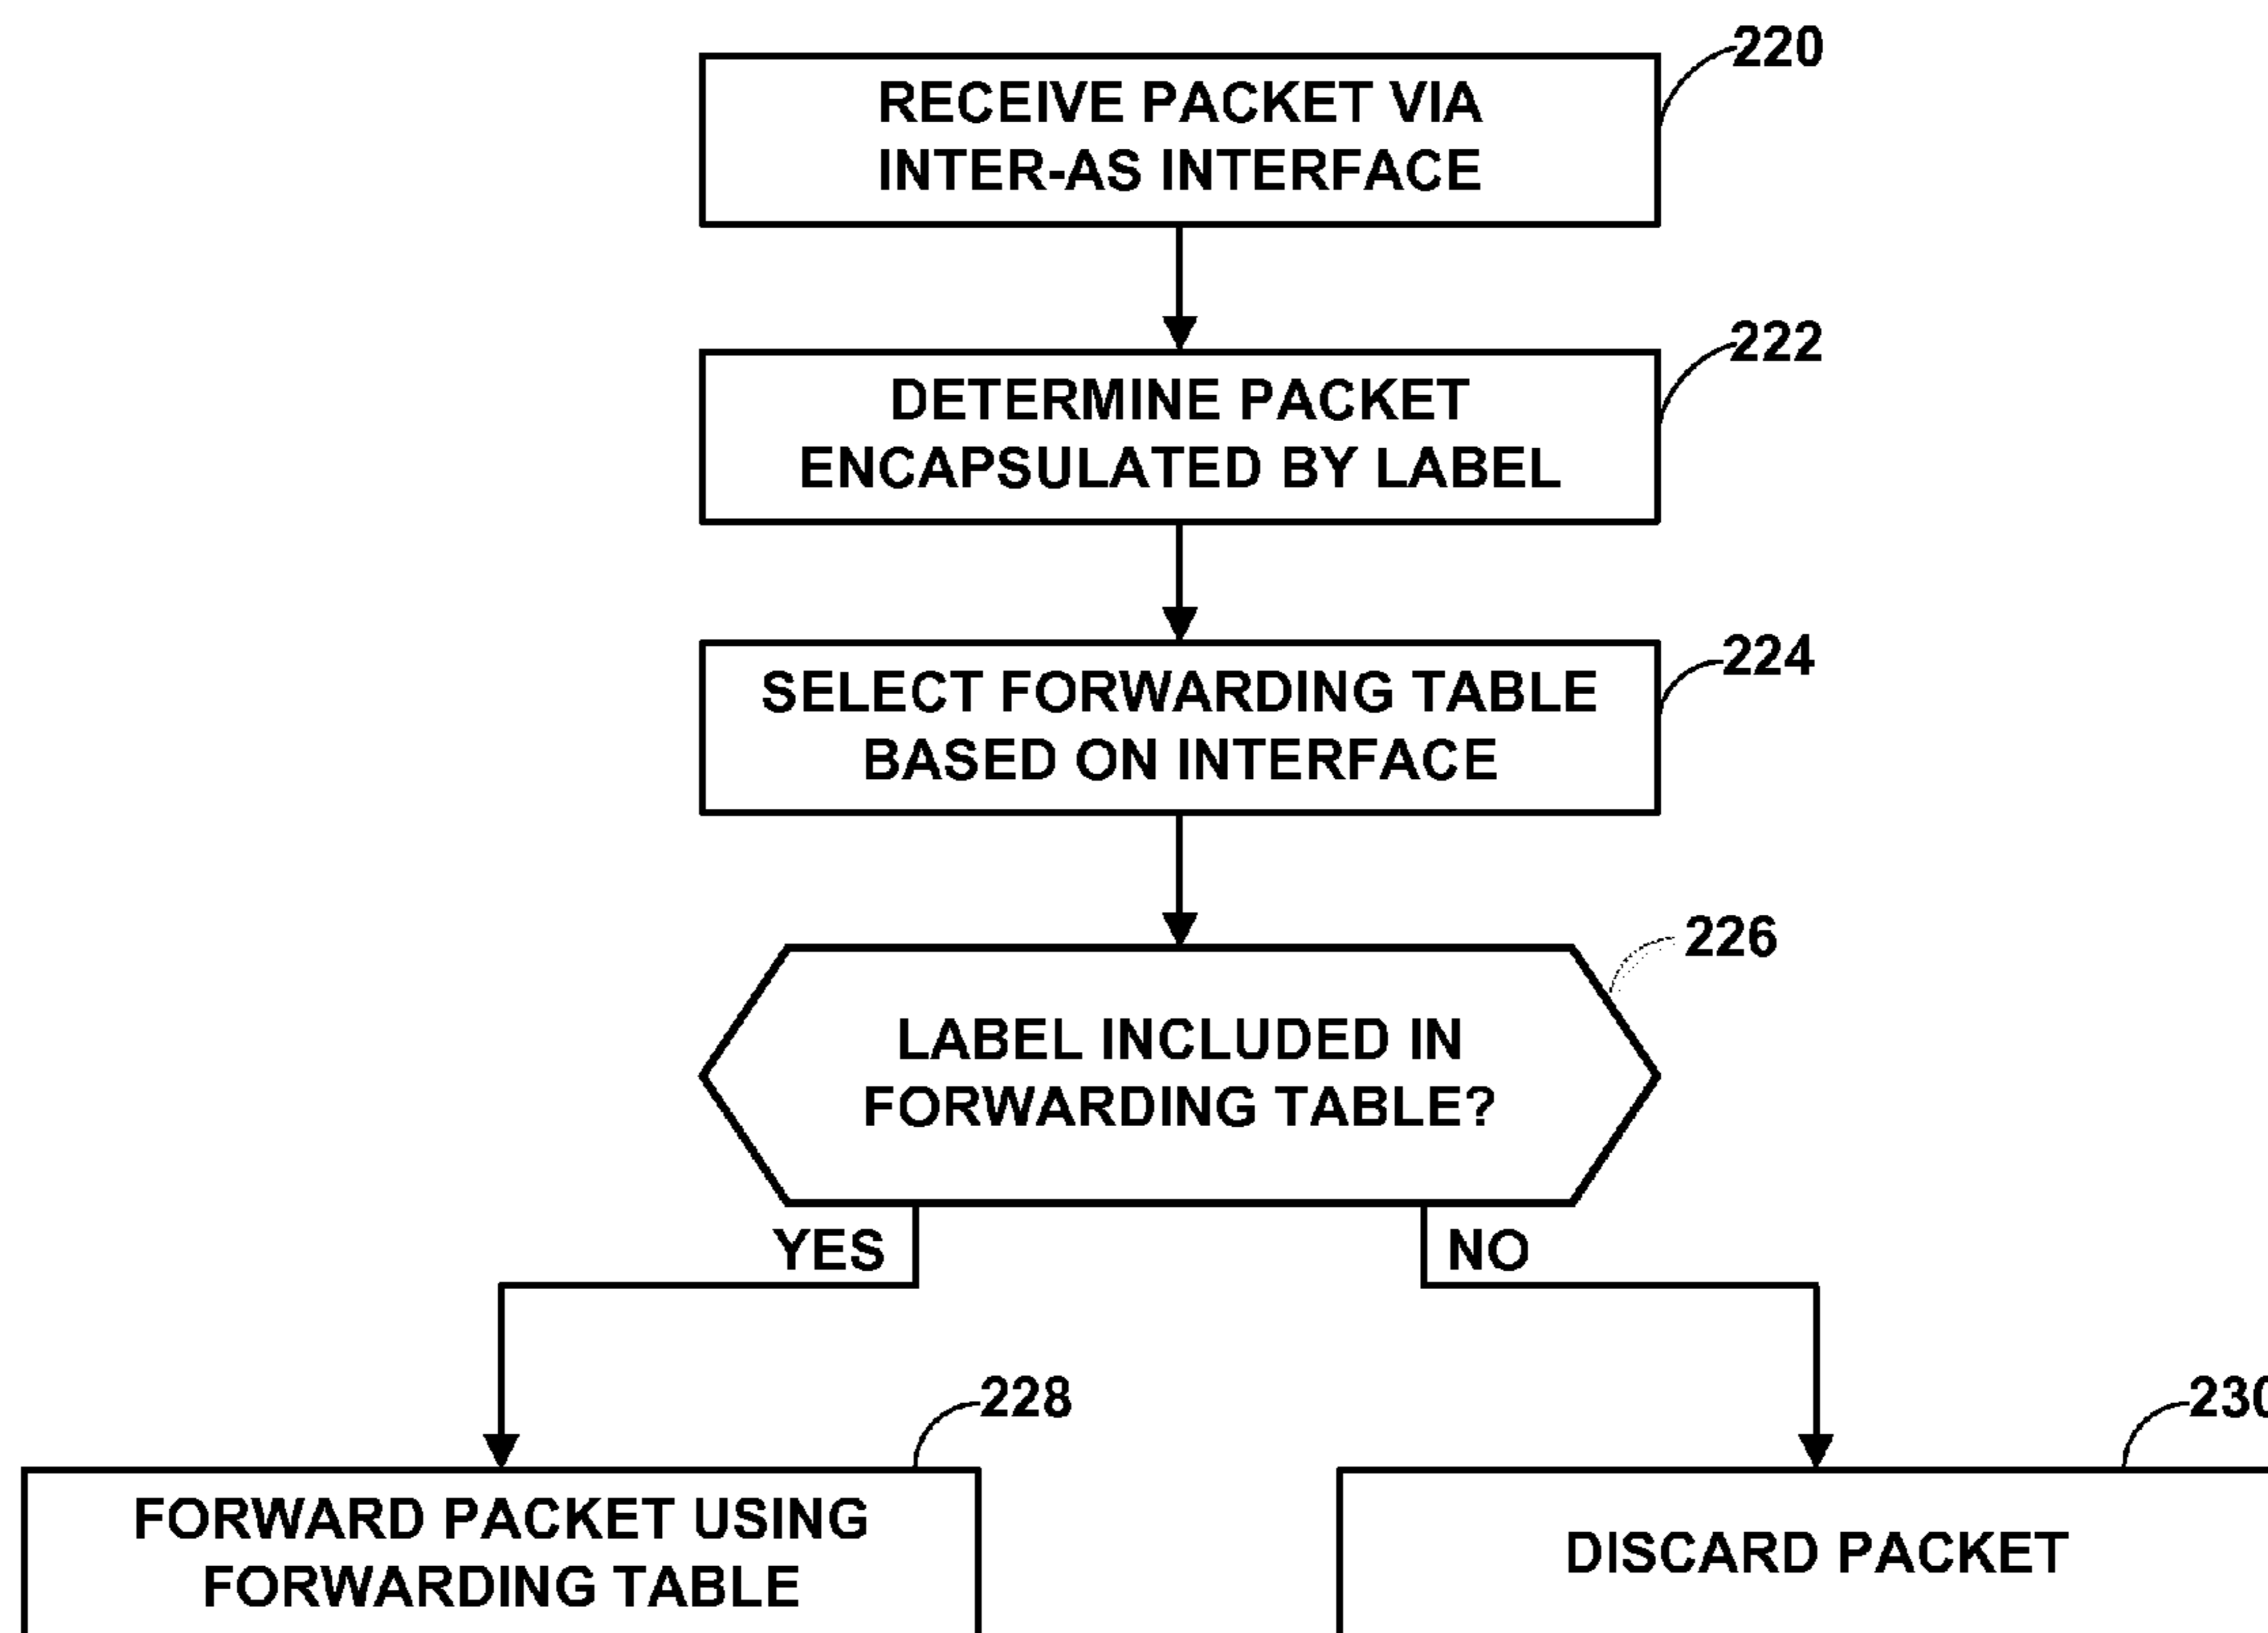 220
RECEIVE PACKET VIA
INTER-AS INTERFACE
222
DETERMINE PACKET
ENCAPSULATED BY LABEL
224
SELECT FORWARDING TABLE
BASED ON INTERFACE
226
LABEL INCLUDED IN
FORWARDING TABLE?
YES
NO
228
230
FORWARD PACKET USING
FORWARDING TABLE
DISCARD PACKET